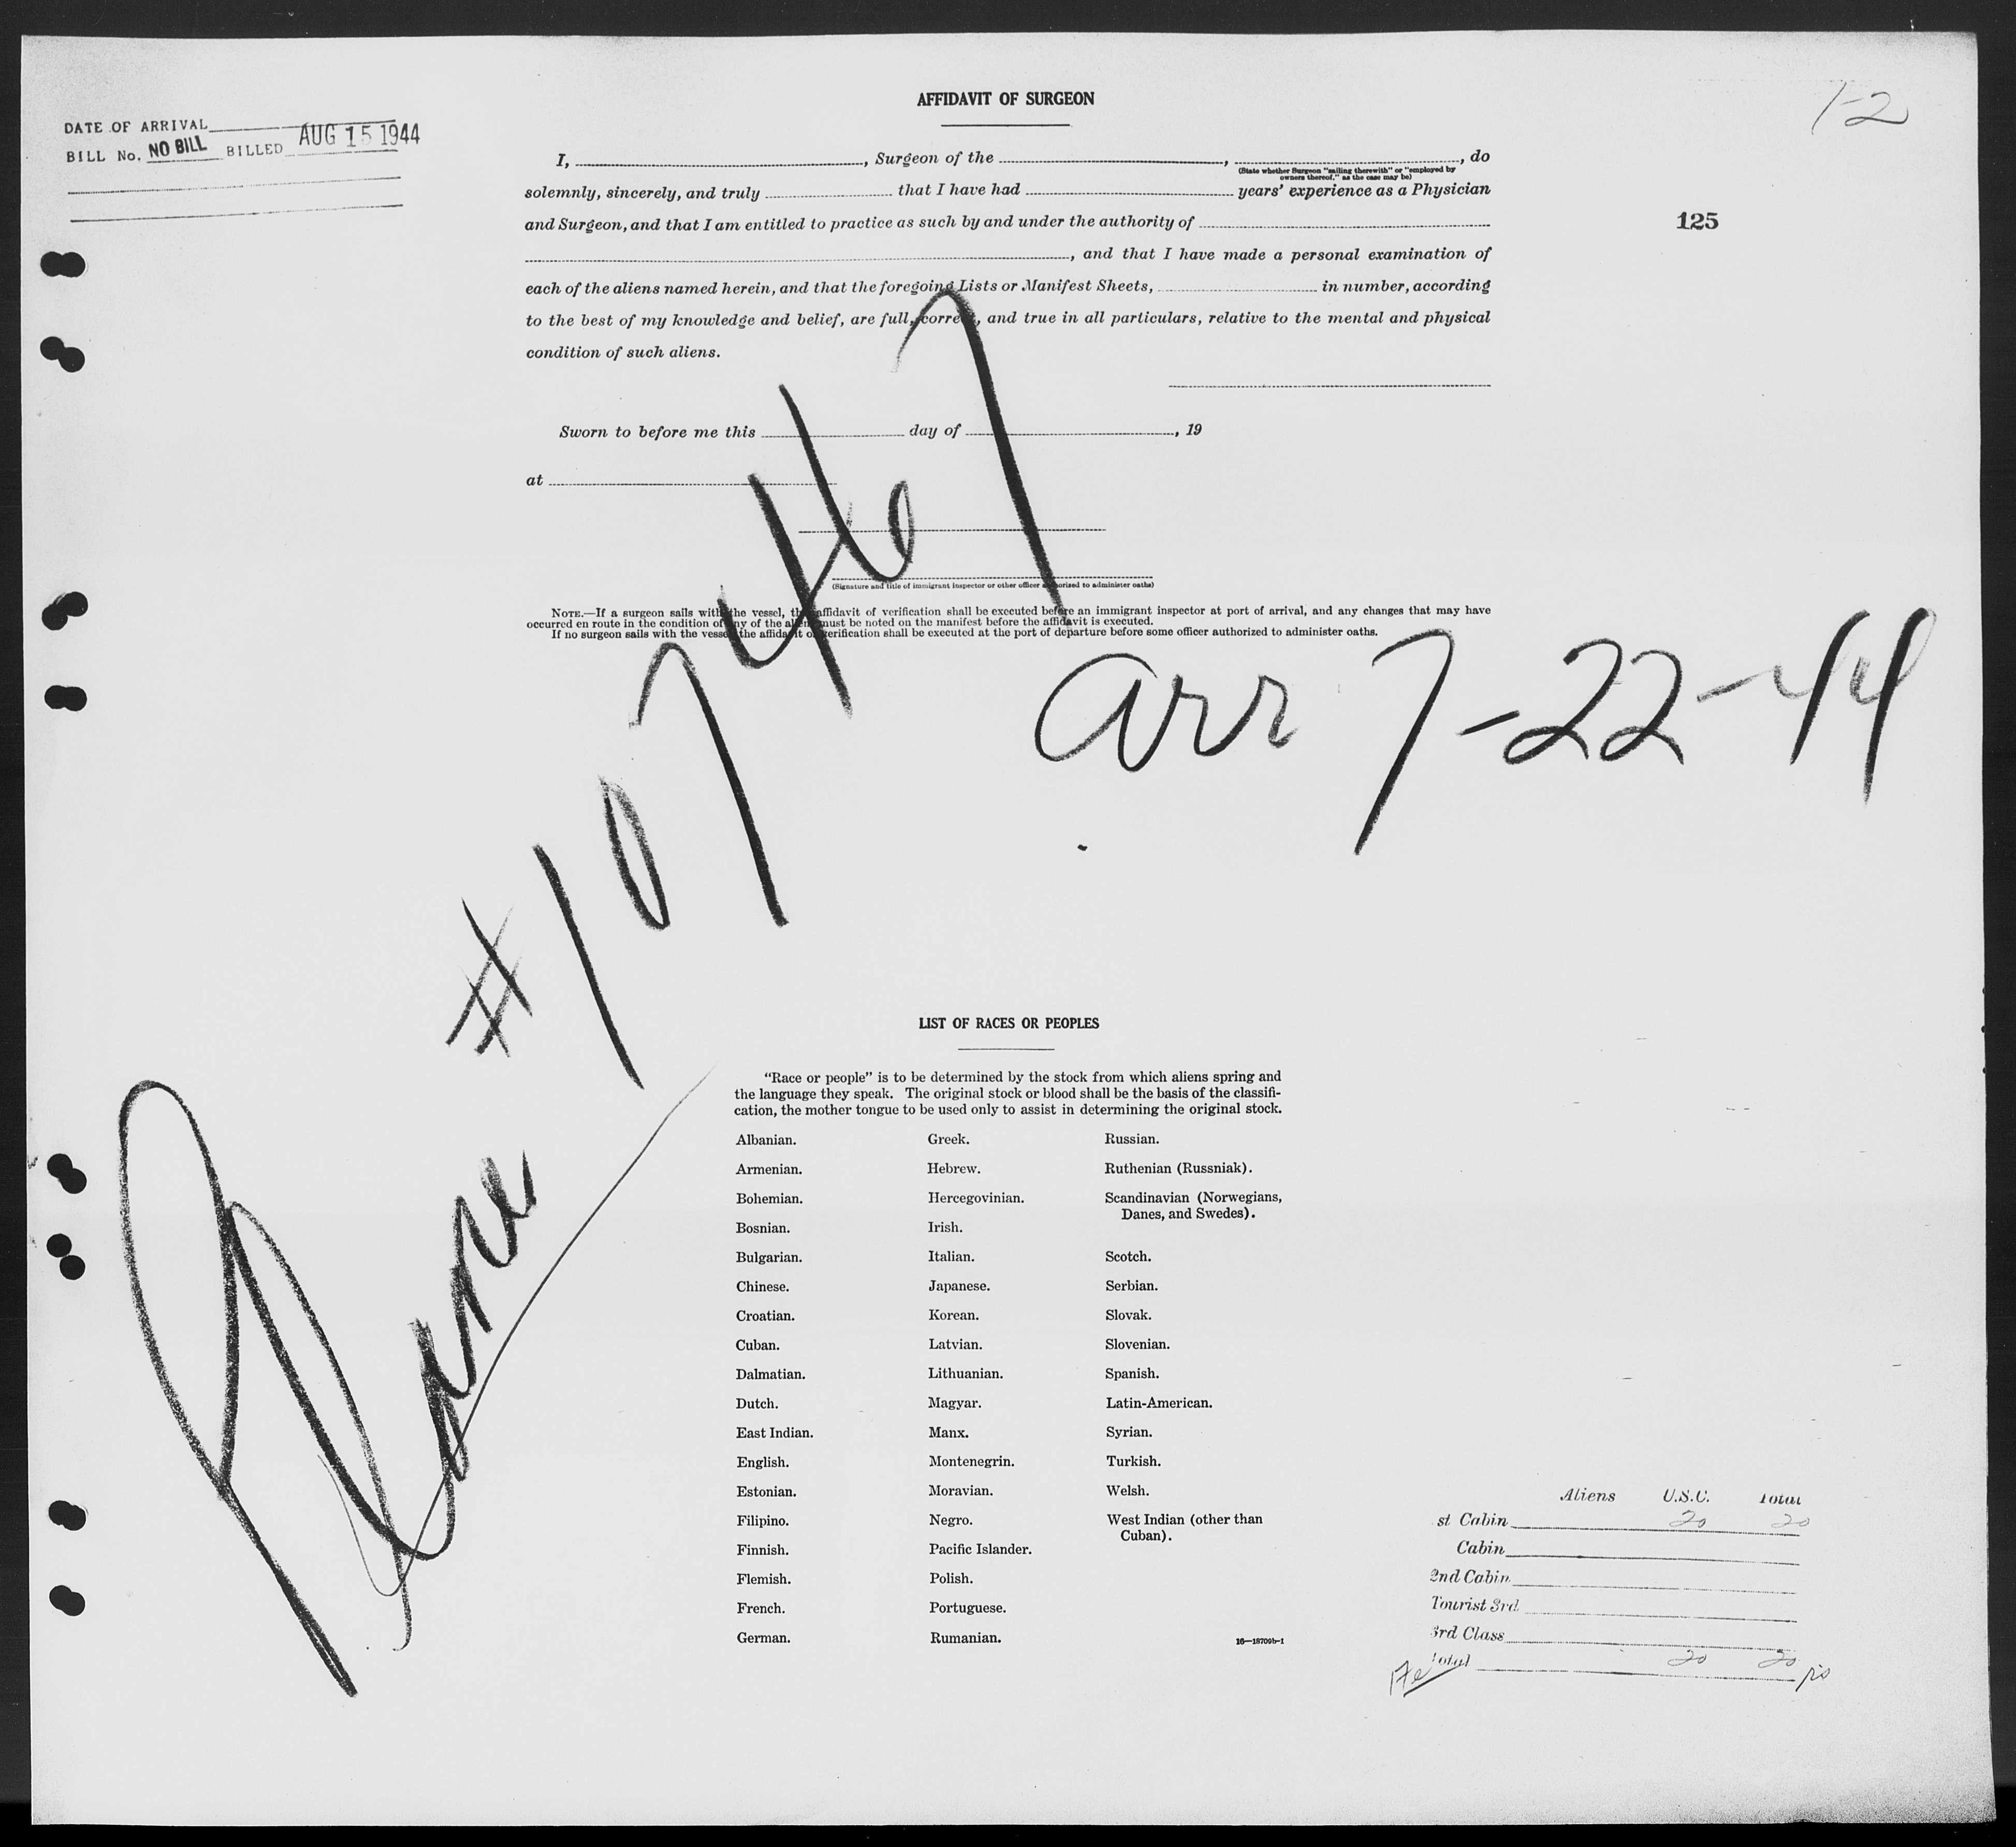 AFFIDAVIT OF SURGEON
1-2
DATE OF ARRIVAL
BILL No. NO BILL BILLED AUG 15 1944
I, , Surgeon of the , , do
(State whether Surgeon "sailing therewith" or "employed by
owners thereof," as the case may be)
solemnly, sincerely, and truly that I have had years' experience as a Physician
and Surgeon, and that I am entitled to practice as such by and under the authority of
125
, and that I have made a personal examination of
each of the aliens named herein, and that the foregoing Lists or Manifest Sheets, in number, according
to the best of my knowledge and belief, are full, correct, and true in all particulars, relative to the mental and physical
condition of such aliens.
Sworn to before me this day of , 19
at
(Signature and title of immigrant inspector or other officer authorized to administer oaths)
NOTE.—If a surgeon sails with the vessel, the affidavit of verification shall be executed before an immigrant inspector at port of arrival, and any changes that may have
occurred en route in the condition of any of the aliens must be noted on the manifest before the affidavit is executed.
If no surgeon sails with the vessel, the affidavit of verification shall be executed at the port of departure before some officer authorized to administer oaths.
arr 7-22-44
Plane #107467
LIST OF RACES OR PEOPLES
"Race or people" is to be determined by the stock from which aliens spring and
the language they speak. The original stock or blood shall be the basis of the classifi-
cation, the mother tongue to be used only to assist in determining the original stock.
Albanian. Greek. Russian.
Armenian. Hebrew. Ruthenian (Russniak).
Bohemian. Hercegovinian. Scandinavian (Norwegians,
Danes, and Swedes).
Bosnian. Irish.
Bulgarian. Italian. Scotch.
Chinese. Japanese. Serbian.
Croatian. Korean. Slovak.
Cuban. Latvian. Slovenian.
Dalmatian. Lithuanian. Spanish.
Dutch. Magyar. Latin-American.
East Indian. Manx. Syrian.
English. Montenegrin. Turkish.
Estonian. Moravian. Welsh.
Filipino. Negro. West Indian (other than
Cuban).
Finnish. Pacific Islander.
Flemish. Polish.
French. Portuguese.
German. Rumanian.
16—18709b-1
Aliens U.S.C. Total
st Cabin 20 20
Cabin
2nd Cabin
Tourist 3rd
3rd Class
Total 20 20